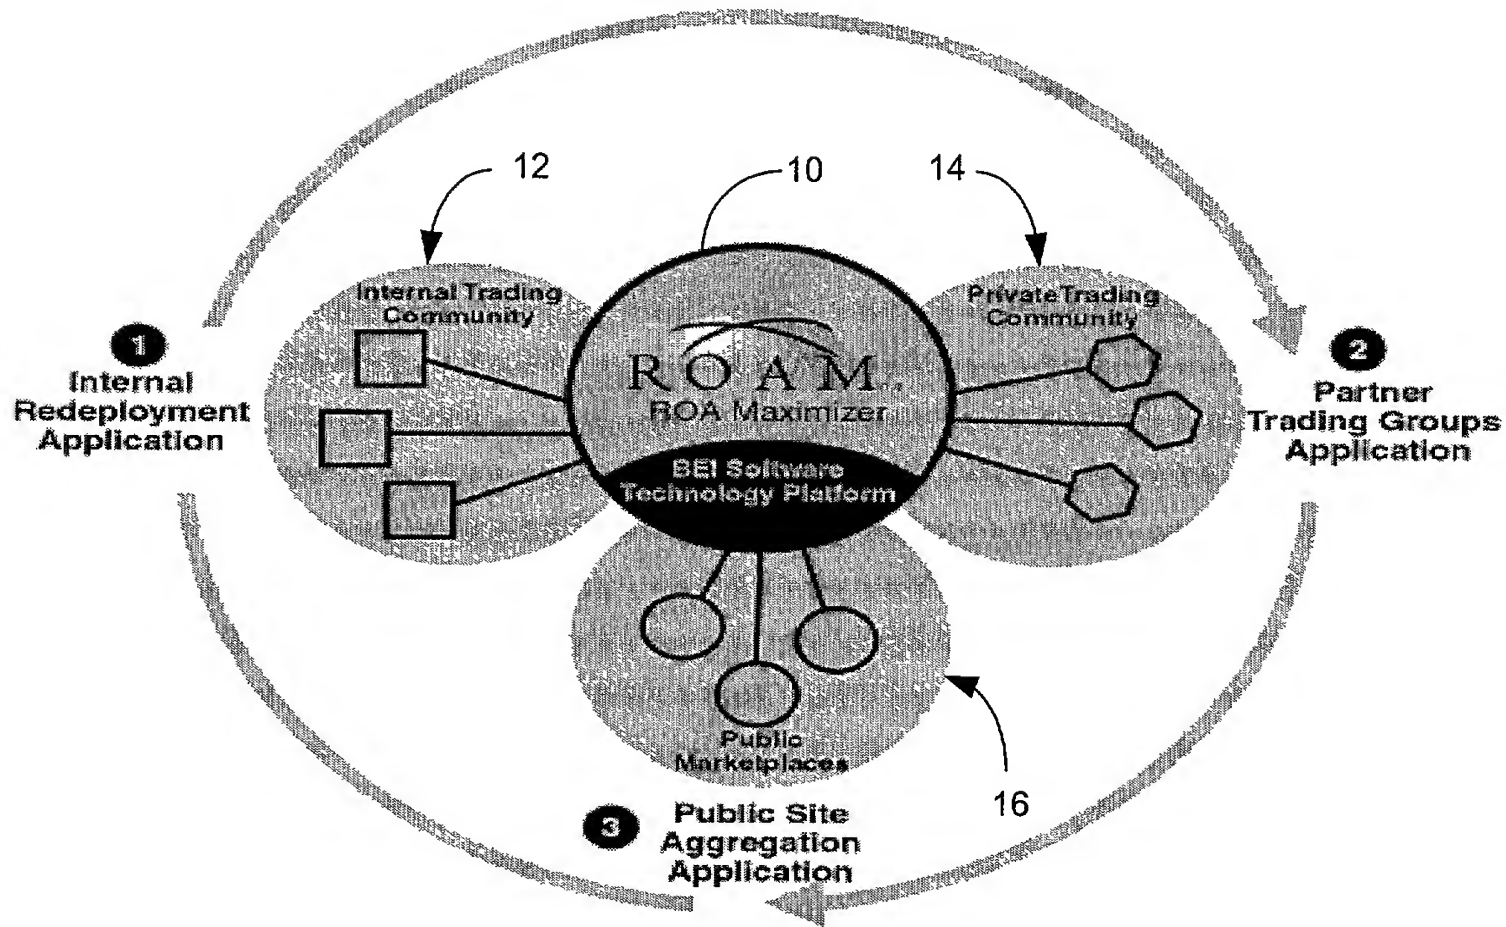 12
10
14
Internal Trading
Community
Private Trading
Community
1
Internal
Redeployment
Application
ROAM
ROA Maximizer
BEI Software
Technology Platform
2
Partner
Trading Groups
Application
Public
Marketplaces
16
3
Public Site
Aggregation
Application